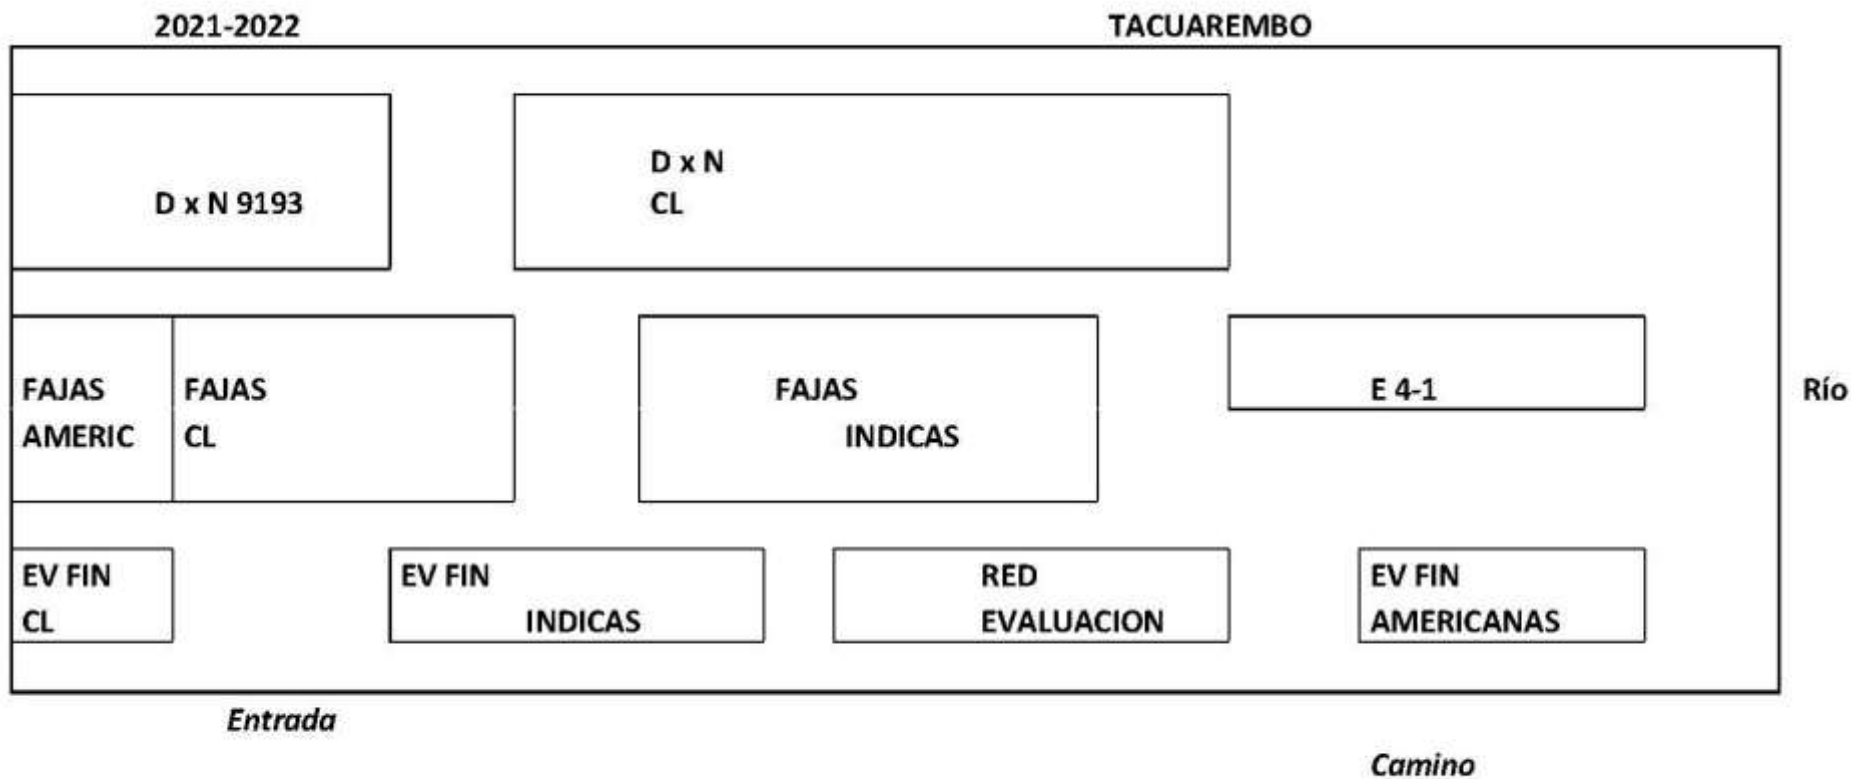 2021-2022 TACUAREMBO
D x N
D x N 9193 CL
FAJAS FAJAS FAJAS E 4-1 Río
AMERIC CL INDICAS
EV FIN EV FIN RED EV FIN
CL INDICAS EVALUACION AMERICANAS
Entrada
Camino